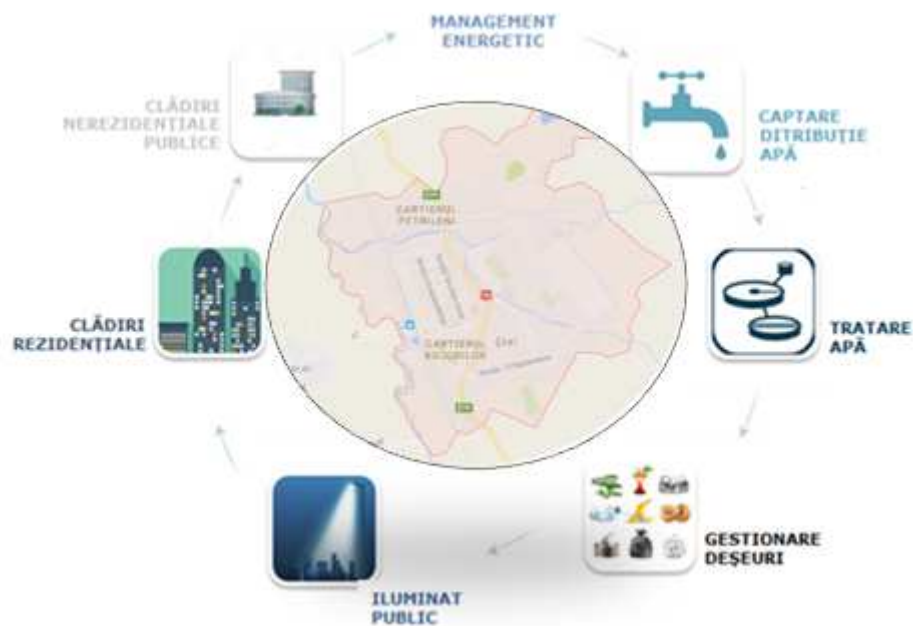 MANAGEMENT
ENERGETIC
CLĂDIRI
NEREZIDENȚIALE
PUBLICE
CAPTARE
DITRIBUȚIE
APĂ
CARTIERUL
PETRILENI
CLĂDIRI
REZIDENȚIALE
TRATARE
APĂ
CARTIERUL
GESTIONARE
DEȘEURI
ILUMINAT
PUBLIC